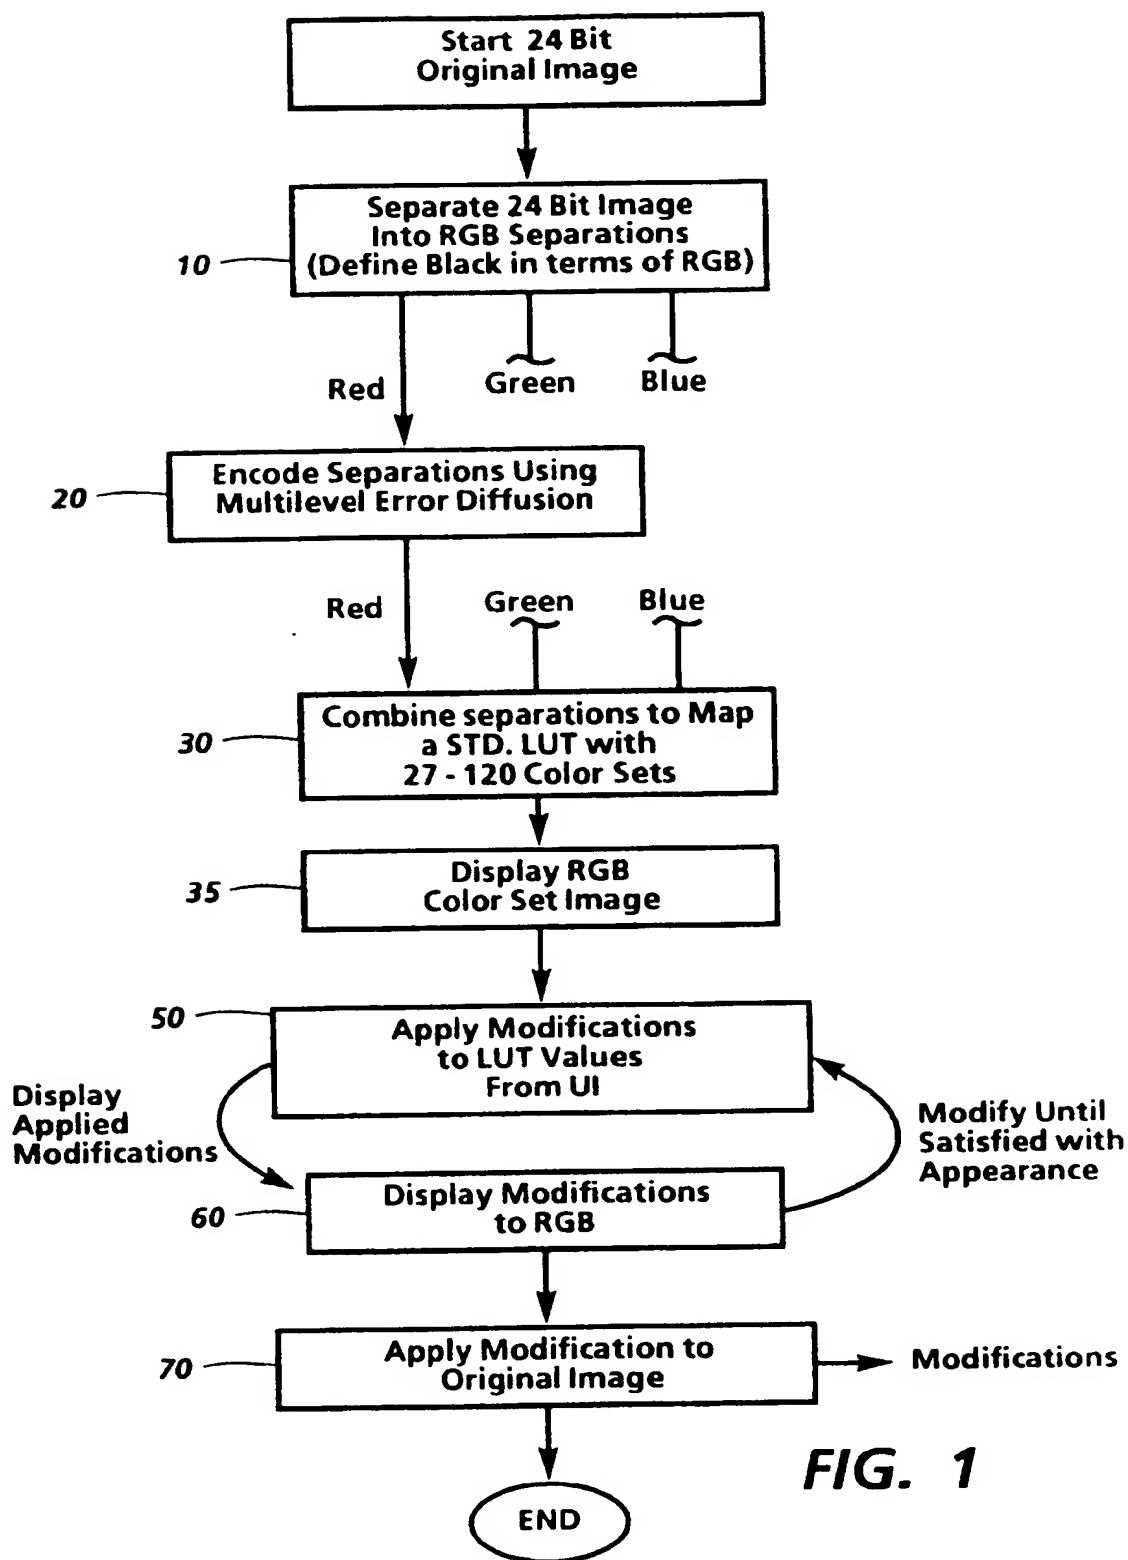 Start 24 Bit
Original Image
Separate 24 Bit Image
Into RGB Separations
(Define Black in terms of RGB)
10
Red
Green
Blue
Encode Separations Using
Multilevel Error Diffusion
20
Red
Green
Blue
Combine separations to Map
a STD. LUT with
27 - 120 Color Sets
30
Display RGB
Color Set Image
35
50
Apply Modifications
to LUT Values
From UI
Display
Applied
Modifications
Modify Until
Satisfied with
Appearance
Display Modifications
to RGB
60
Apply Modification to
Original Image
70
Modifications
FIG. 1
END